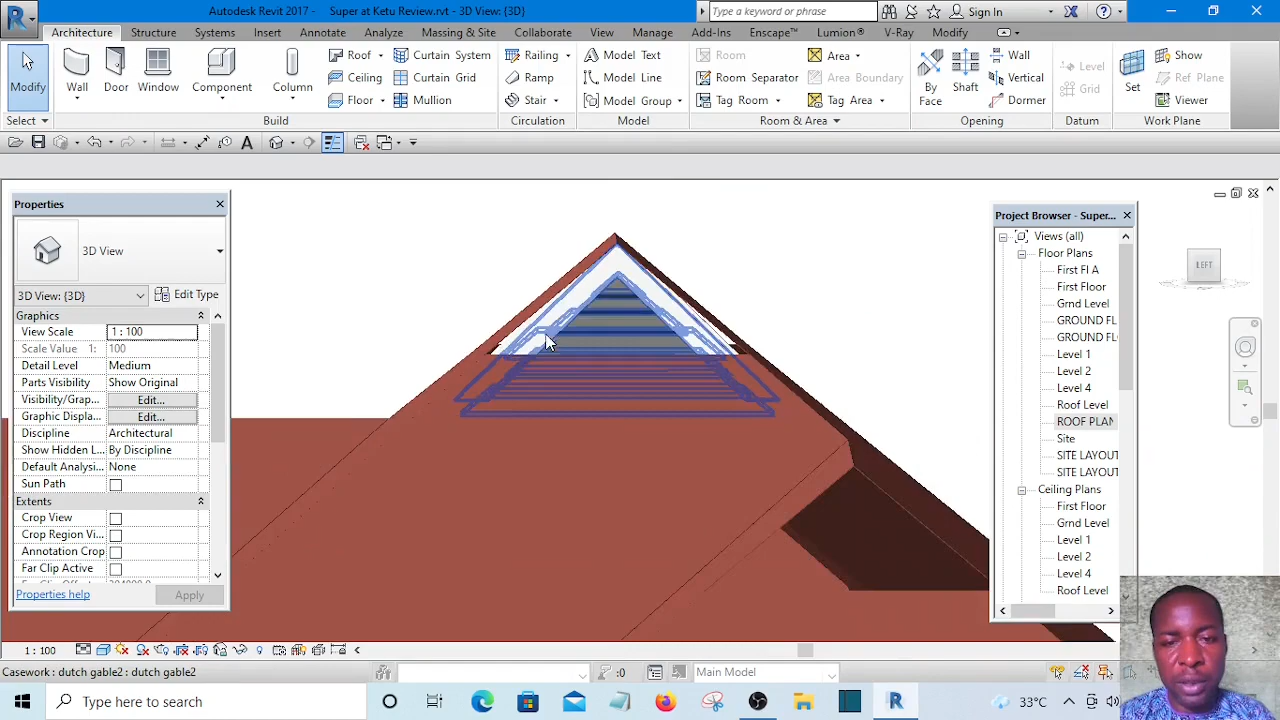 Autodesk Revit 2017 - Super at Ketu Review.rvt - 3D View: {3D}
Type a keyword or phrase
Sign In
Architecture Structure Systems Insert Annotate Analyze Massing & Site Collaborate View Manage Add-Ins Enscape™ Lumion® V-Ray Modify
Modify
Wall
Door
Window
Component
Column
Roof
Ceiling
Floor
Curtain System
Curtain Grid
Mullion
Railing
Ramp
Stair
Model Text
Model Line
Model Group
Room
Room Separator
Tag Room
Area
Area Boundary
Tag Area
By Face
Shaft
Wall
Vertical
Dormer
Level
Grid
Set
Show
Ref Plane
Viewer
Select Build Circulation Model Room & Area Opening Datum Work Plane
Properties
3D View
3D View: {3D} Edit Type
Graphics
View Scale 1 : 100
Scale Value 1: 100
Detail Level Medium
Parts Visibility Show Original
Visibility/Grap... Edit...
Graphic Displa... Edit...
Discipline Architectural
Show Hidden L... By Discipline
Default Analysi... None
Sun Path
Extents
Crop View
Crop Region Vi...
Annotation Crop
Far Clip Active
Properties help Apply
LEFT
Project Browser - Super...
Views (all)
Floor Plans
First Fl A
First Floor
Grnd Level
GROUND FL
GROUND FL
Level 1
Level 2
Level 4
Roof Level
ROOF PLAN
Site
SITE LAYOUT
SITE LAYOUT
Ceiling Plans
First Floor
Grnd Level
Level 1
Level 2
Level 4
Roof Level
1 : 100
Casework : dutch gable2 : dutch gable2
:0
Main Model
Type here to search
33°C